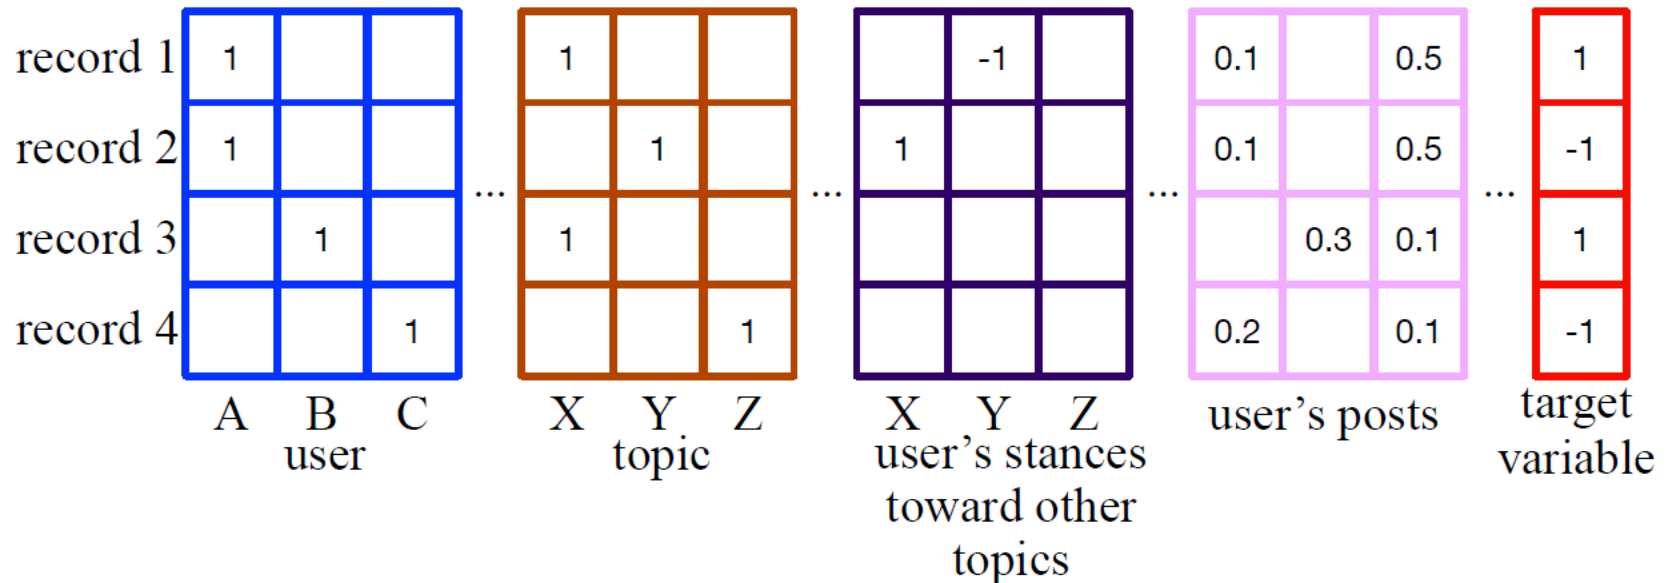 record 1 1 1 -1 0.1 0.5 1
record 2 1 1 1 0.1 0.5 -1
... ... ... ...
record 3 1 1 0.3 0.1 1
record 4 1 1 0.2 0.1 -1
A B C X Y Z X Y Z user's posts target
user topic user's stances variable
toward other
topics